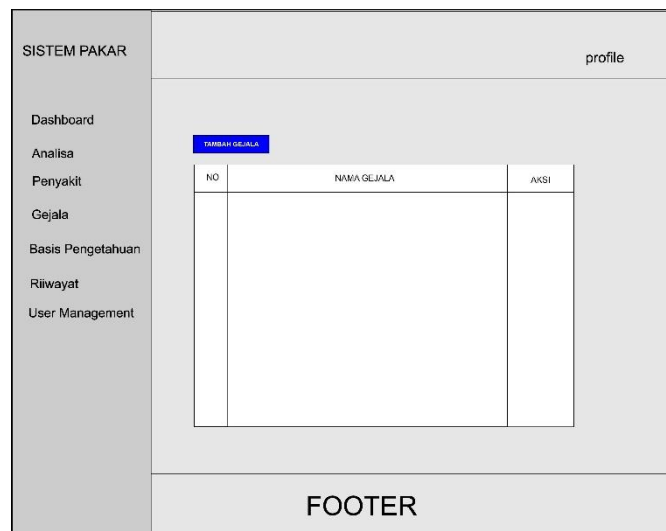 SISTEM PAKAR
profile
Dashboard
Analisa
Penyakit
Gejala
Basis Pengetahuan
Riiwayat
User Management
TAMBAH GEJALA
NO NAMA GEJALA AKSI
FOOTER